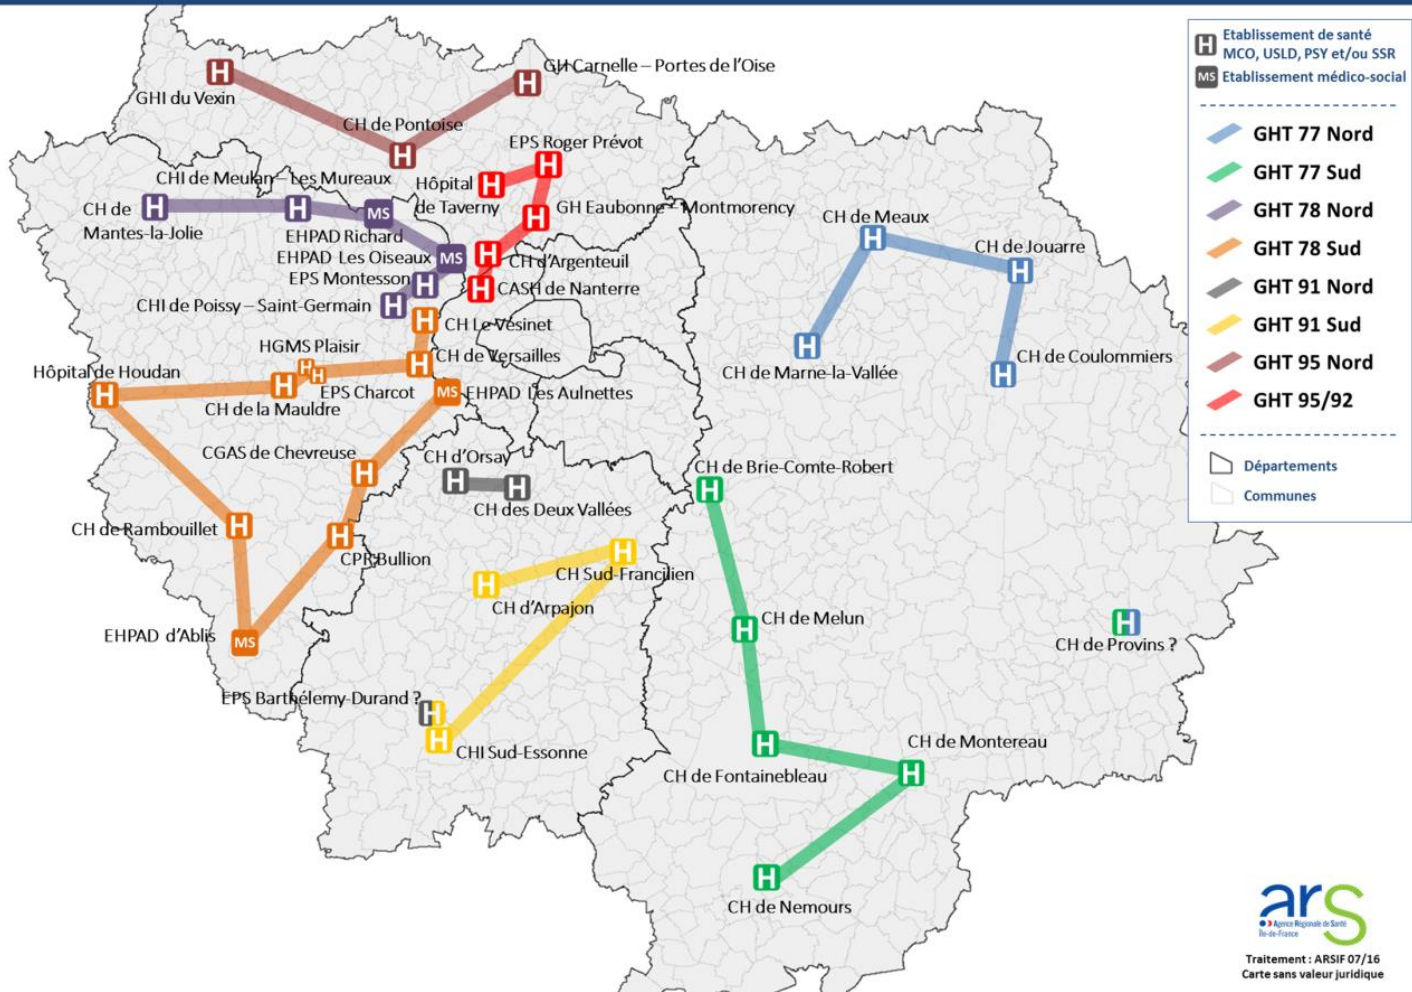 GHI du Vexin
GH Carnelle – Portes de l'Oise
CH de Pontoise
EPS Roger Prévot
Hôpital
de Taverny
GH Eaubonne – Montmorency
CH d'Argenteuil
CASH de Nanterre
CHI de Meulan – Les Mureaux
CH de
Mantes-la-Jolie
EHPAD Richard
EHPAD Les Oiseaux
EPS Montesson
CHI de Poissy – Saint-Germain
CH Le Vésinet
HGMS Plaisir
CH de Versailles
Hôpital de Houdan
EPS Charcot
EHPAD Les Aulnettes
CH de la Mauldre
CGAS de Chevreuse
CH de Rambouillet
CPR Bullion
EHPAD d'Ablis
CH d'Orsay
CH des Deux Vallées
CH Sud-Francilien
CH d'Arpajon
EPS Barthélemy-Durand ?
CHI Sud-Essonne
CH de Meaux
CH de Jouarre
CH de Marne-la-Vallée
CH de Coulommiers
CH de Brie-Comte-Robert
CH de Melun
CH de Provins ?
CH de Fontainebleau
CH de Montereau
CH de Nemours
H Etablissement de santé
MCO, USLD, PSY et/ou SSR
MS Etablissement médico-social
GHT 77 Nord
GHT 77 Sud
GHT 78 Nord
GHT 78 Sud
GHT 91 Nord
GHT 91 Sud
GHT 95 Nord
GHT 95/92
Départements
Communes
ars
Agence Régionale de Santé
Île-de-France
Traitement : ARSIF 07/16
Carte sans valeur juridique